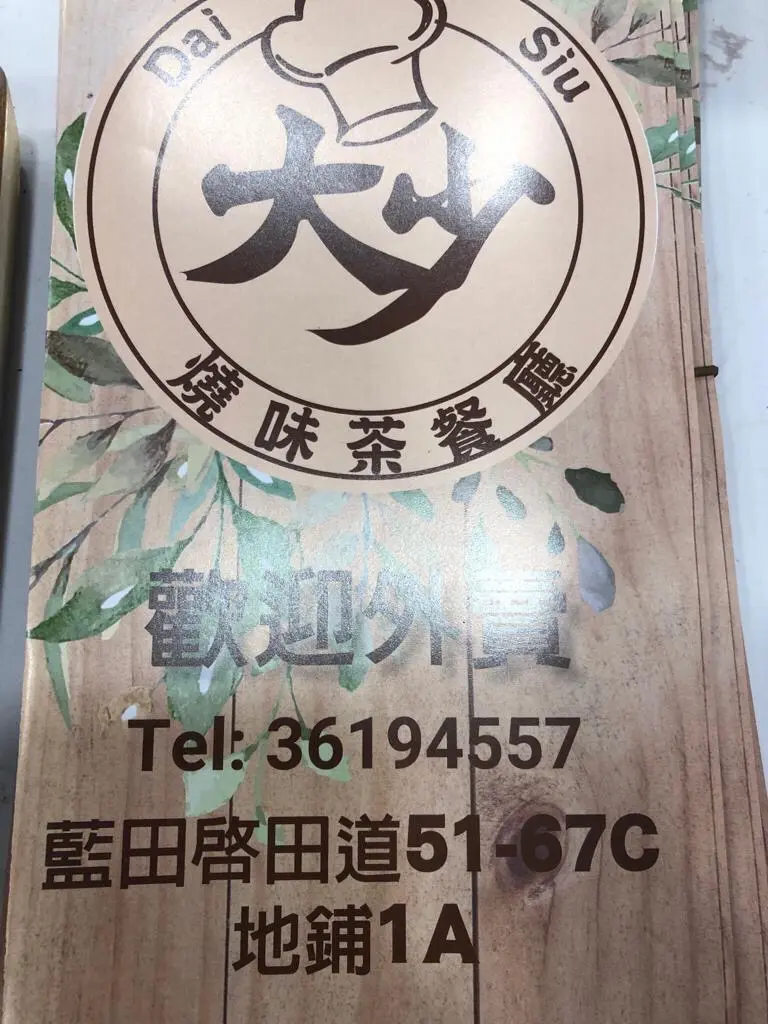 Dai Siu
大少
燒味茶餐廳
歡迎外賣
Tel: 36194557
藍田啓田道51-67C
地鋪1A